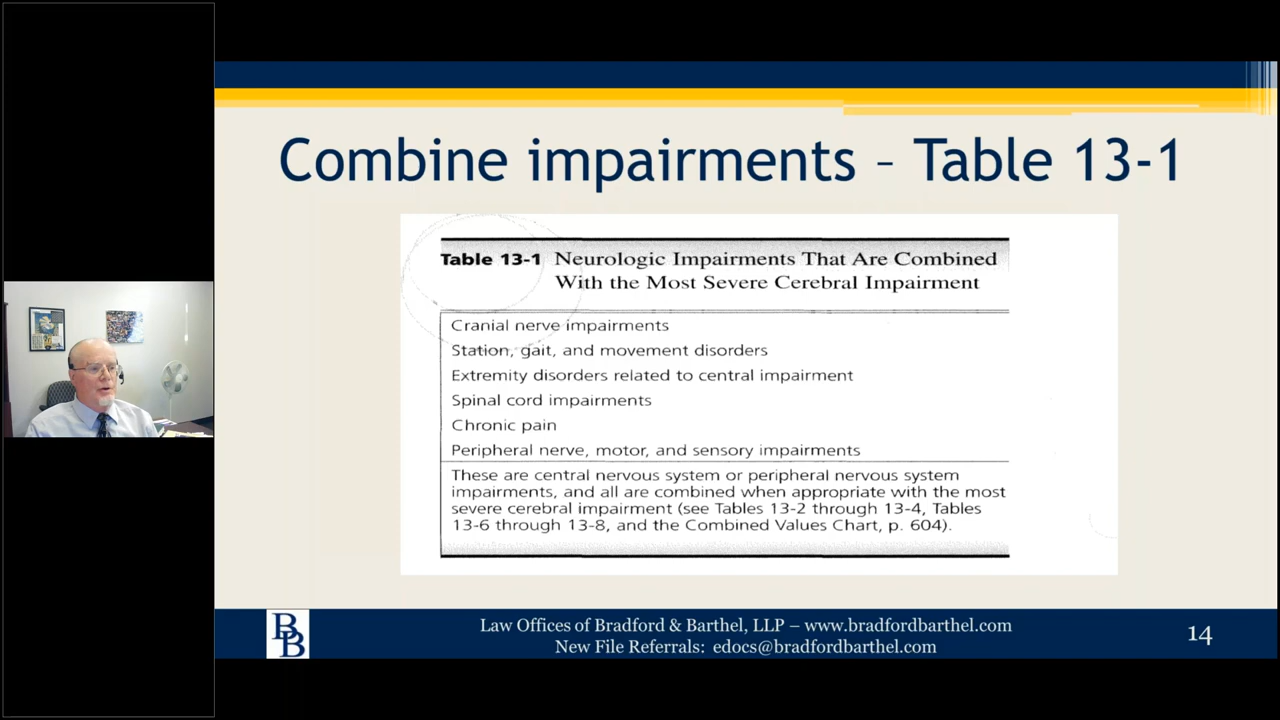 Combine impairments – Table 13-1
Table 13-1 Neurologic Impairments That Are Combined
With the Most Severe Cerebral Impairment
Cranial nerve impairments
Station, gait, and movement disorders
Extremity disorders related to central impairment
Spinal cord impairments
Chronic pain
Peripheral nerve, motor, and sensory impairments
These are central nervous system or peripheral nervous system
impairments, and all are combined when appropriate with the most
severe cerebral impairment (see Tables 13-2 through 13-4, Tables
13-6 through 13-8, and the Combined Values Chart, p. 604).
BB
Law Offices of Bradford & Barthel, LLP – www.bradfordbarthel.com
New File Referrals: edocs@bradfordbarthel.com
14